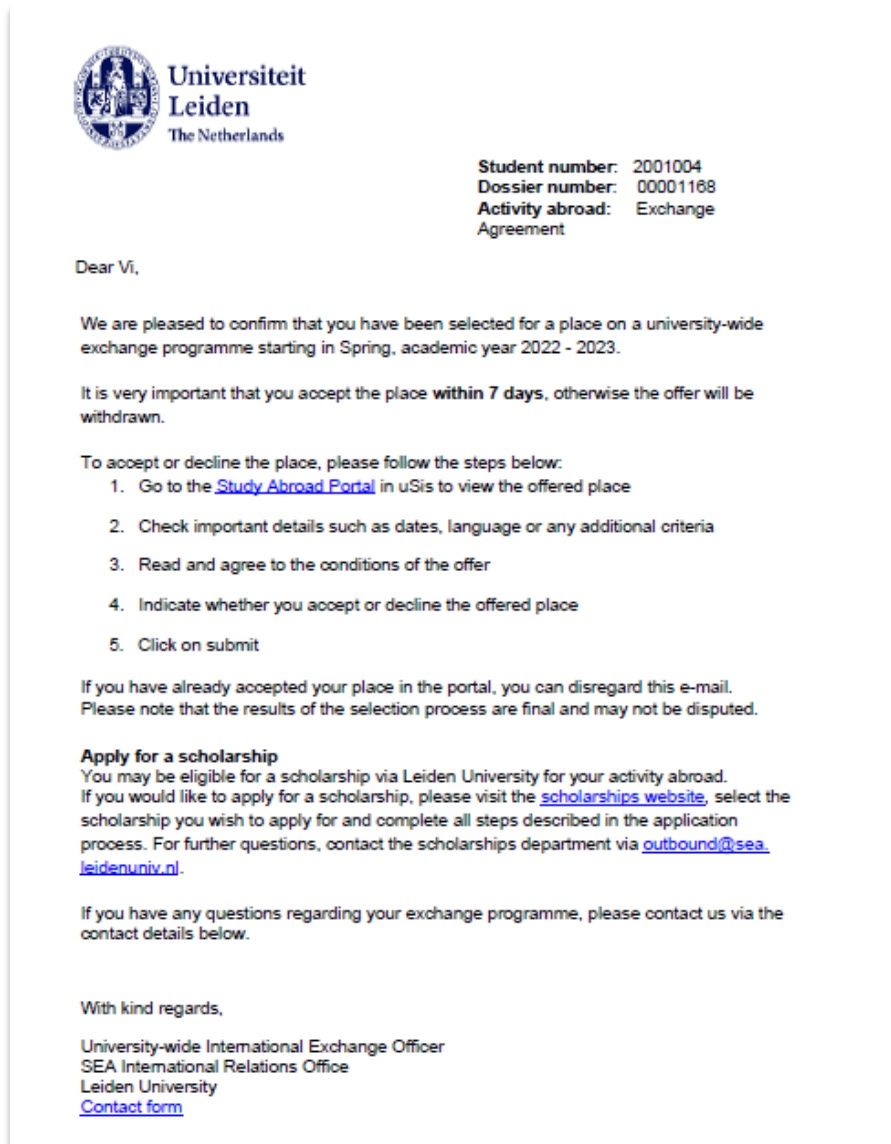 Universiteit
Leiden
The Netherlands
Student number: 2001004
Dossier number: 00001168
Activity abroad: Exchange
Agreement
Dear Vi,
We are pleased to confirm that you have been selected for a place on a university-wide
exchange programme starting in Spring, academic year 2022 - 2023.
It is very important that you accept the place within 7 days, otherwise the offer will be
withdrawn.
To accept or decline the place, please follow the steps below:
1. Go to the Study Abroad Portal in uSis to view the offered place
2. Check important details such as dates, language or any additional criteria
3. Read and agree to the conditions of the offer
4. Indicate whether you accept or decline the offered place
5. Click on submit
If you have already accepted your place in the portal, you can disregard this e-mail.
Please note that the results of the selection process are final and may not be disputed.
Apply for a scholarship
You may be eligible for a scholarship via Leiden University for your activity abroad.
If you would like to apply for a scholarship, please visit the scholarships website, select the
scholarship you wish to apply for and complete all steps described in the application
process. For further questions, contact the scholarships department via outbound@sea.
leidenuniv.nl.
If you have any questions regarding your exchange programme, please contact us via the
contact details below.
With kind regards,
University-wide International Exchange Officer
SEA International Relations Office
Leiden University
Contact form